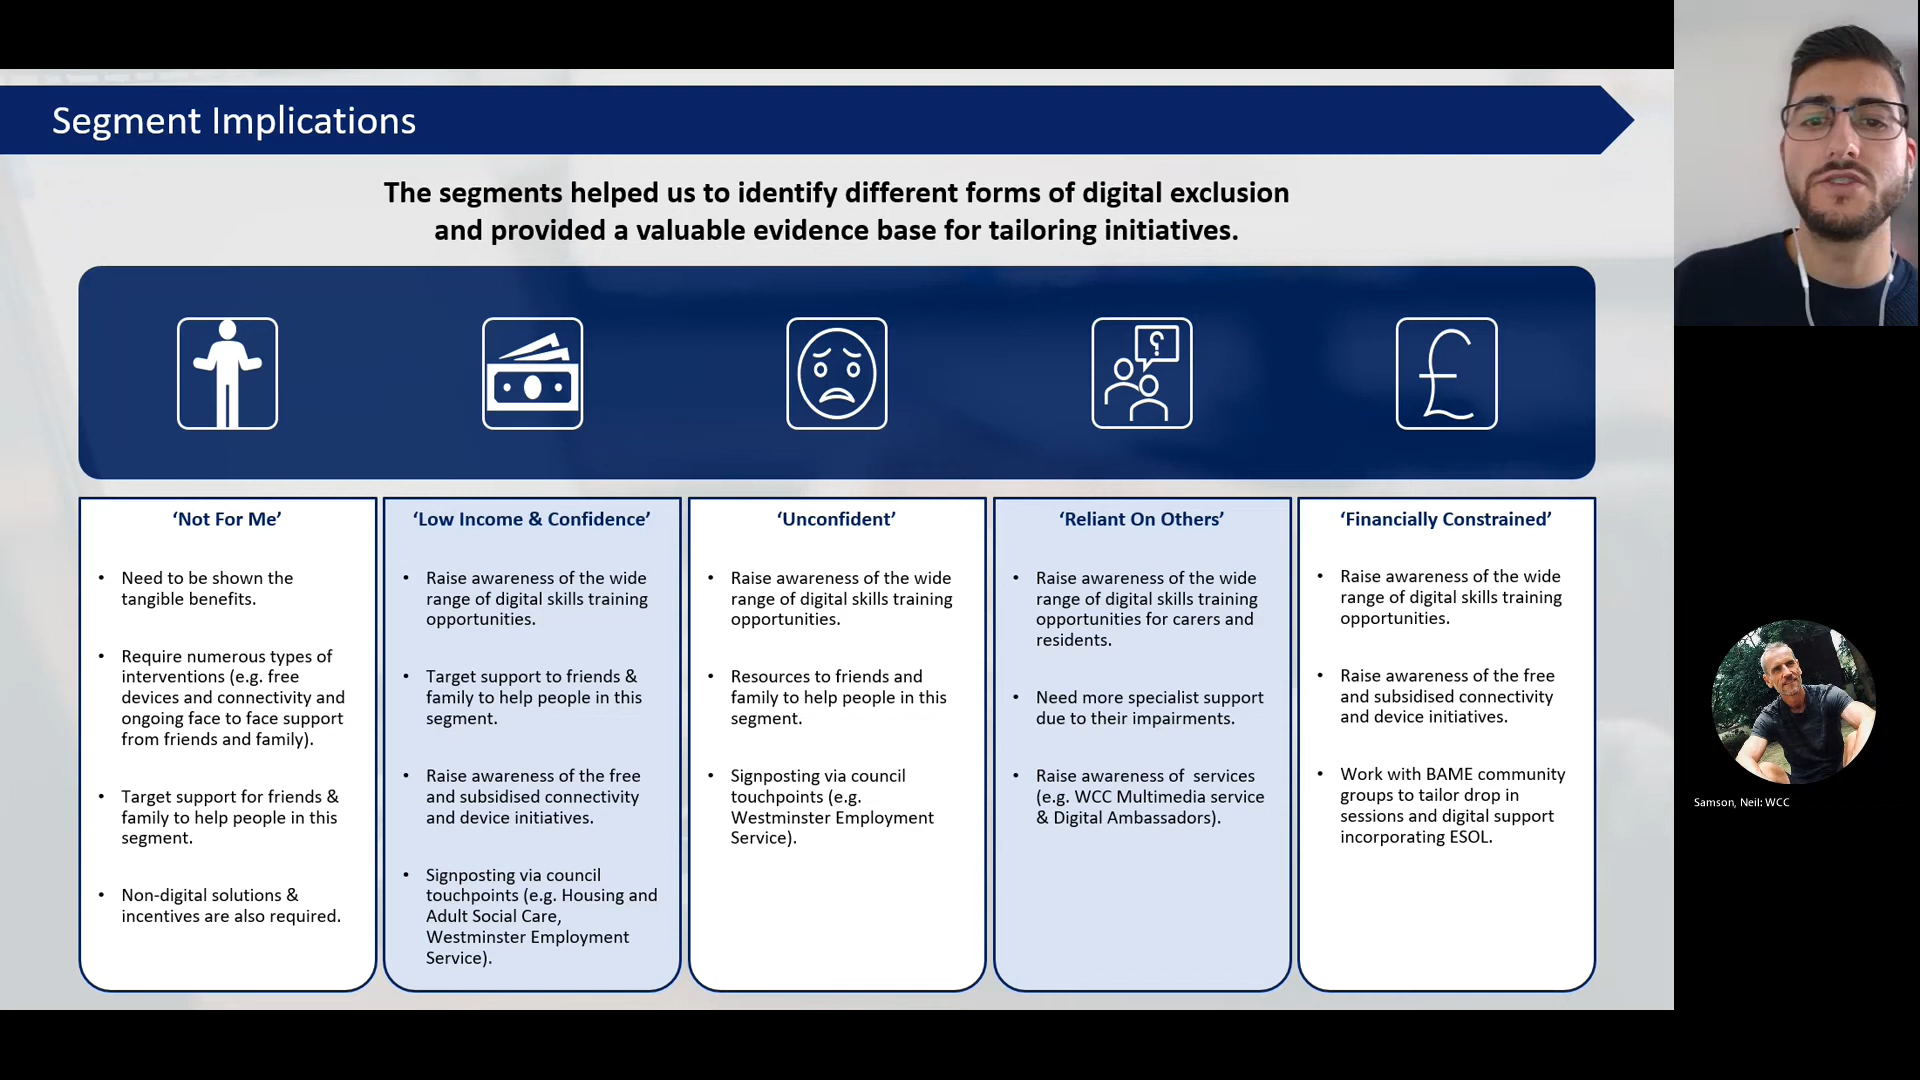 Segment Implications
The segments helped us to identify different forms of digital exclusion
and provided a valuable evidence base for tailoring initiatives.
‘Not For Me’
• Need to be shown the
tangible benefits.
• Require numerous types of
interventions (e.g. free
devices and connectivity and
ongoing face to face support
from friends and family).
• Target support for friends &
family to help people in this
segment.
• Non-digital solutions &
incentives are also required.
‘Low Income & Confidence’
• Raise awareness of the wide
range of digital skills training
opportunities.
• Target support to friends &
family to help people in this
segment.
• Raise awareness of the free
and subsidised connectivity
and device initiatives.
• Signposting via council
touchpoints (e.g. Housing and
Adult Social Care,
Westminster Employment
Service).
‘Unconfident’
• Raise awareness of the wide
range of digital skills training
opportunities.
• Resources to friends and
family to help people in this
segment.
• Signposting via council
touchpoints (e.g.
Westminster Employment
Service).
‘Reliant On Others’
• Raise awareness of the wide
range of digital skills training
opportunities for carers and
residents.
• Need more specialist support
due to their impairments.
• Raise awareness of  services
(e.g. WCC Multimedia service
& Digital Ambassadors).
‘Financially Constrained’
• Raise awareness of the wide
range of digital skills training
opportunities.
• Raise awareness of the free
and subsidised connectivity
and device initiatives.
• Work with BAME community
groups to tailor drop in
sessions and digital support
incorporating ESOL.
Samson, Neil: WCC